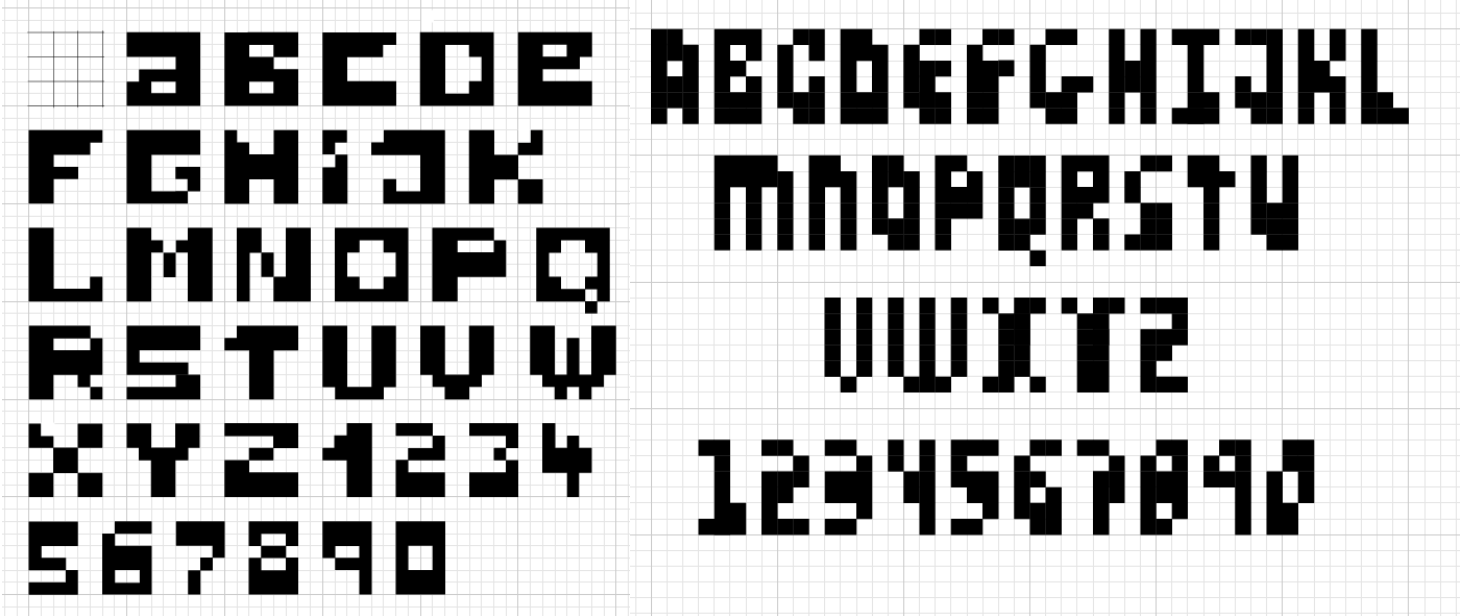 aBCDe
FGHiJK
LMNOPQ
RSTUVW
XYZ1234
567890
ABCDEFGHIJKL
MNOPQRSTU
VWXYZ
1234567890